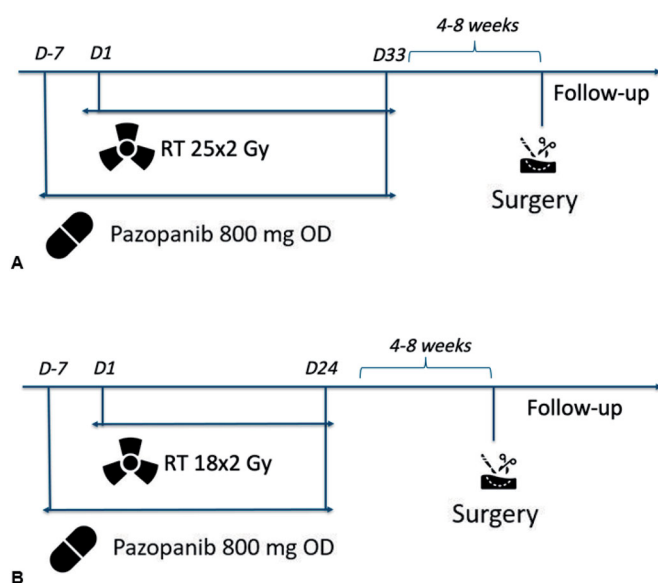 4-8 weeks
D-7 D1 D33
Follow-up
RT 25x2 Gy
Surgery
Pazopanib 800 mg OD
A
4-8 weeks
D-7 D1 D24
Follow-up
RT 18x2 Gy
Surgery
Pazopanib 800 mg OD
B